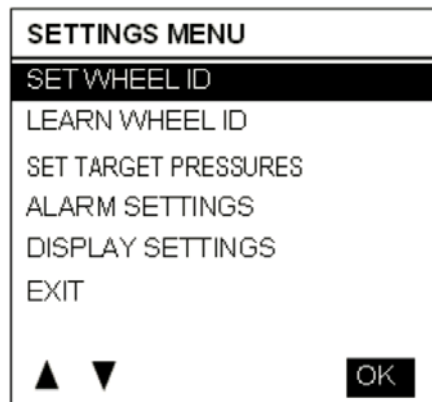 SETTINGS MENU
SET WHEEL ID
LEARN WHEEL ID
SET TARGET PRESSURES
ALARM SETTINGS
DISPLAY SETTINGS
EXIT
▲ ▼ OK